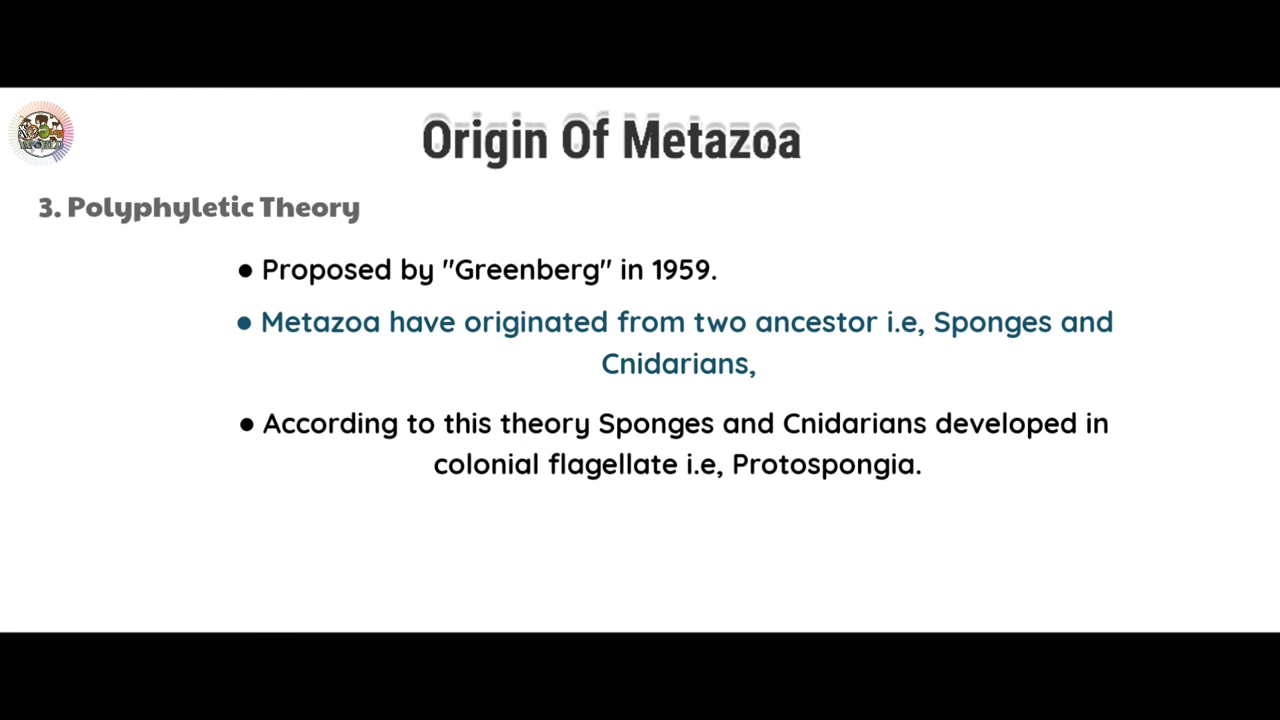 Origin Of Metazoa
3. Polyphyletic Theory
● Proposed by "Greenberg" in 1959.
● Metazoa have originated from two ancestor i.e, Sponges and
Cnidarians,
● According to this theory Sponges and Cnidarians developed in
colonial flagellate i.e, Protospongia.